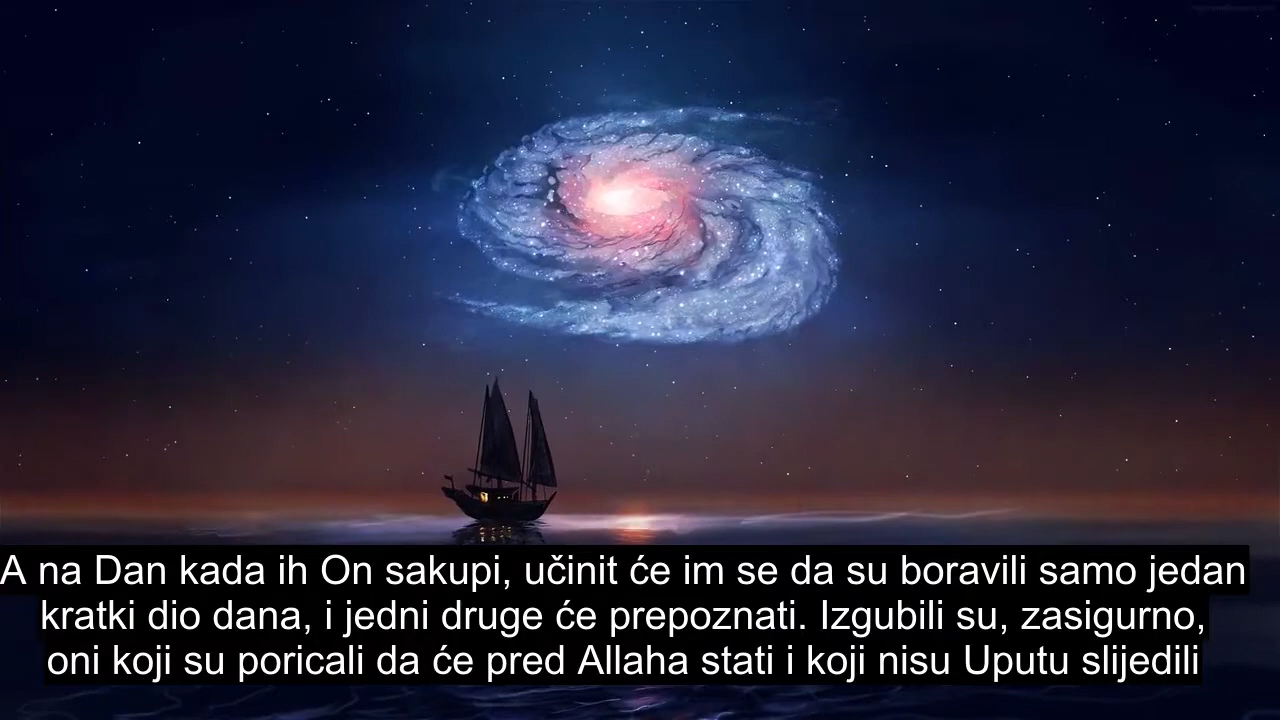 A na Dan kada ih On sakupi, učinit će im se da su boravili samo jedan
kratki dio dana, i jedni druge će prepoznati. Izgubili su, zasigurno,
oni koji su poricali da će pred Allaha stati i koji nisu Uputu slijedili